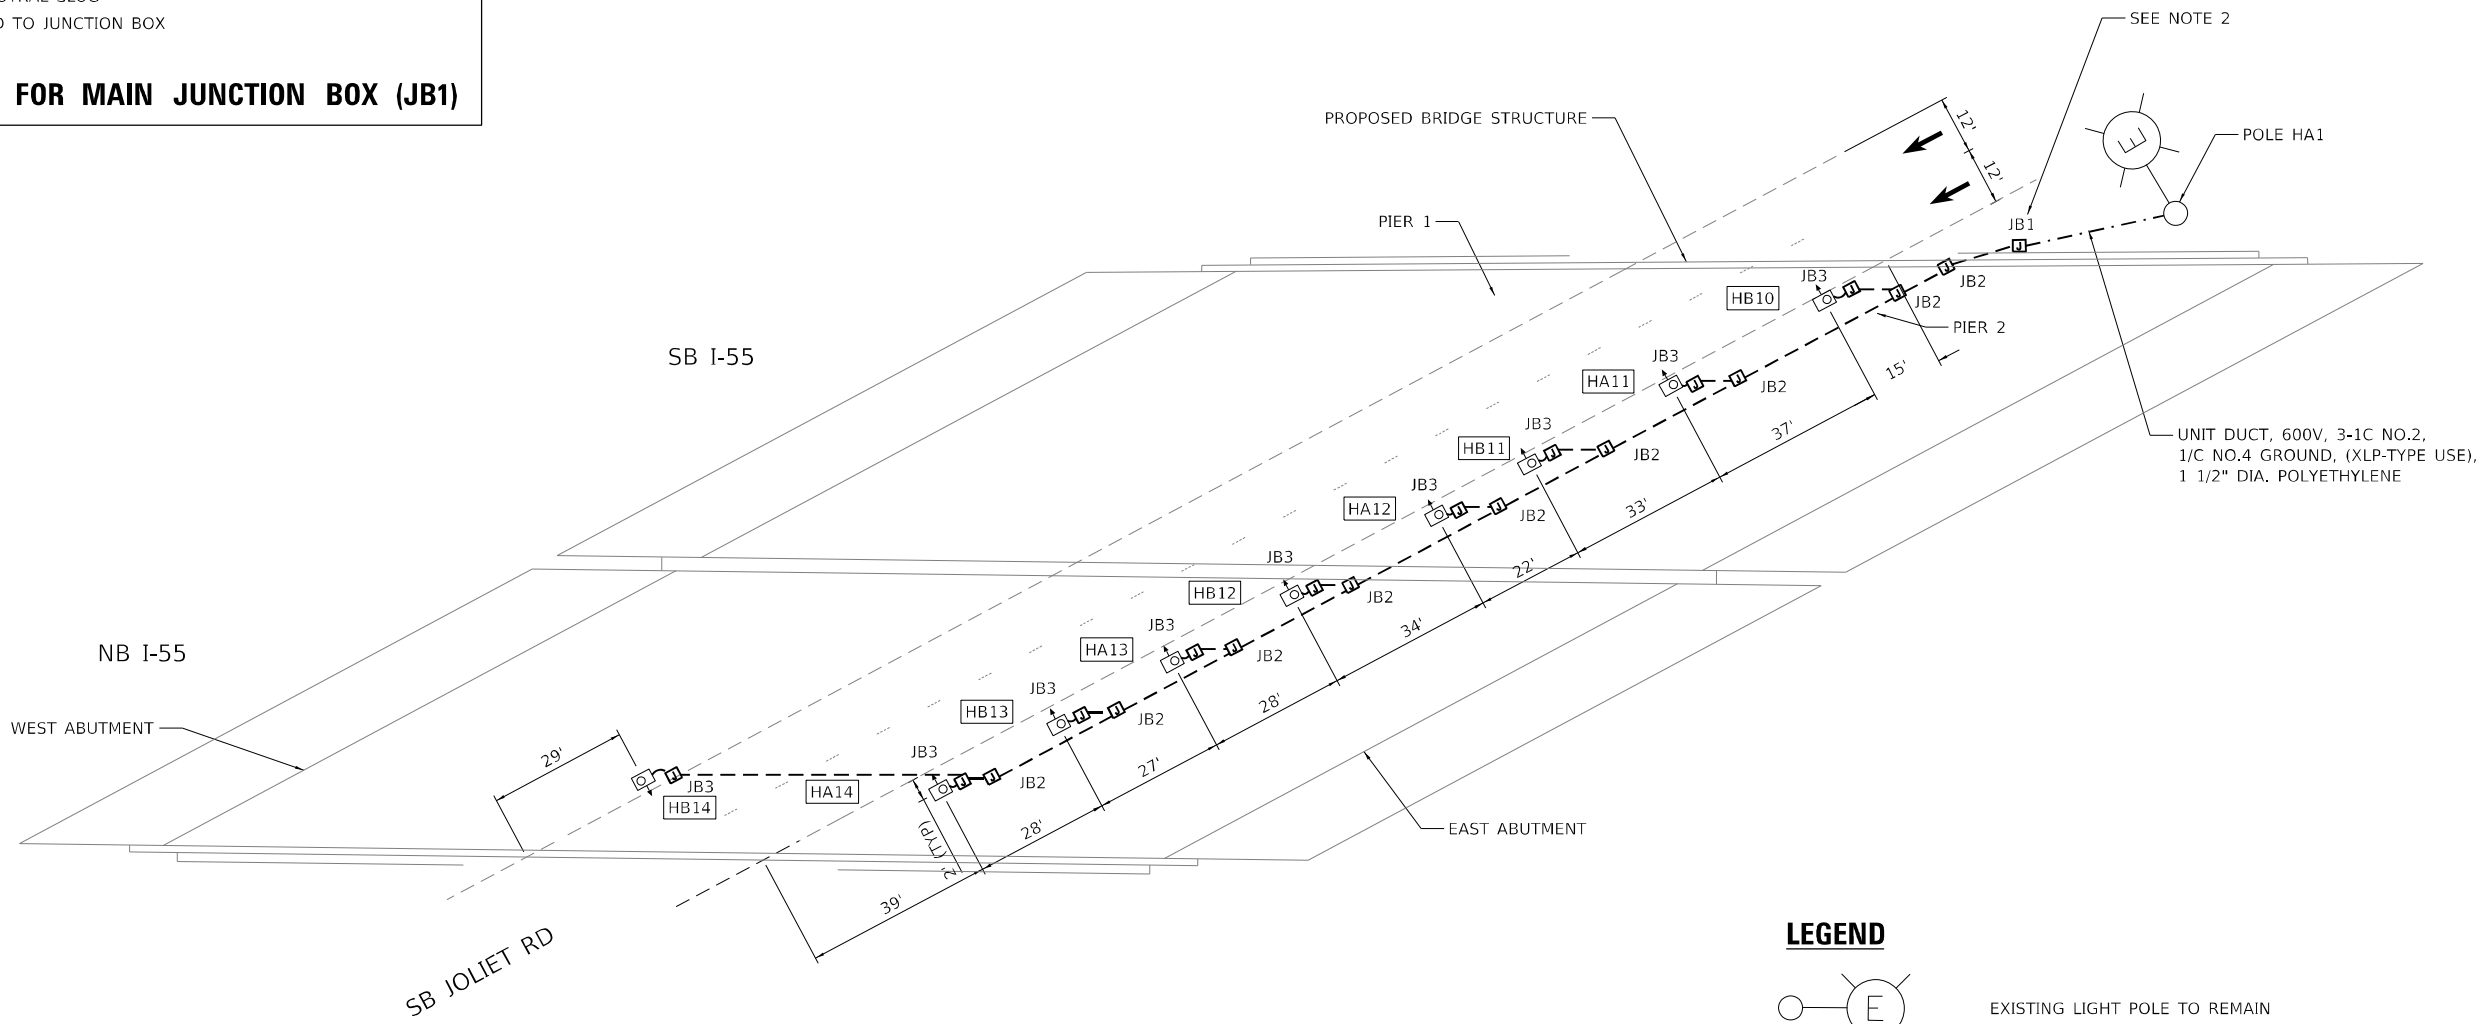 TO JUNCTION BOX
FOR MAIN JUNCTION BOX (JB1)
SEE NOTE 2
PROPOSED BRIDGE STRUCTURE
12'
12'
E
POLE HA1
PIER 1
JB1
J
JB3
J
HB10
J
JB2
J
JB2
PIER 2
SB I-55
JB3
HA11
J
J
JB2
15'
JB3
HB11
J
J
JB2
37'
UNIT DUCT, 600V, 3-1C NO.2,
1/C NO.4 GROUND, (XLP-TYPE USE),
1 1/2" DIA. POLYETHYLENE
JB3
HA12
J
J
JB2
33'
JB3
HB12
J
J
JB2
22'
JB3
HA13
J
J
JB2
34'
NB I-55
JB3
HB13
J
J
JB2
28'
WEST ABUTMENT
29'
J
JB3
HB14
HA14
JB3
J
J
JB2
27'
28'
2' (TYP)
EAST ABUTMENT
39'
SB JOLIET RD
LEGEND
E
EXISTING LIGHT POLE TO REMAIN